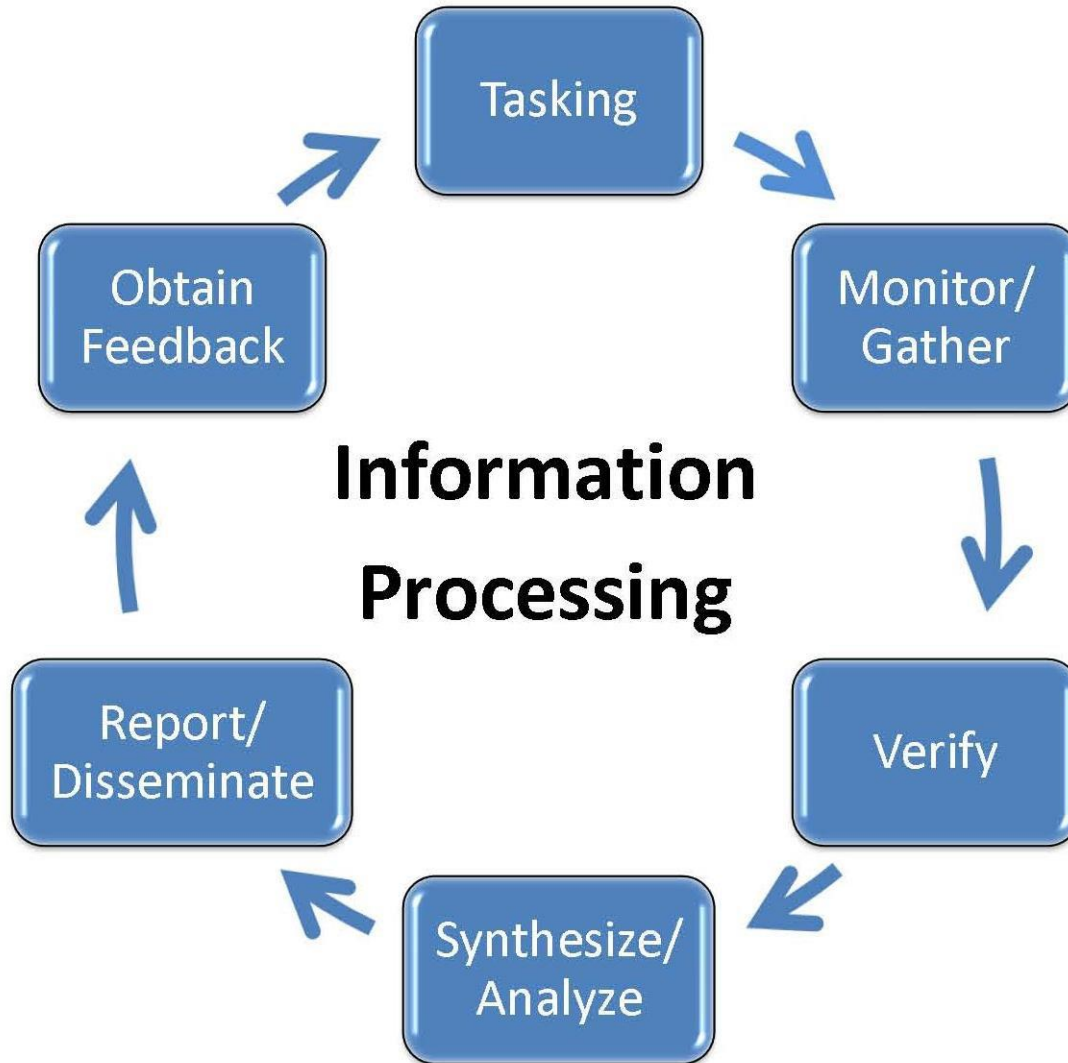 Tasking
Monitor/
Gather
Verify
Synthesize/
Analyze
Report/
Disseminate
Obtain
Feedback
Information
Processing